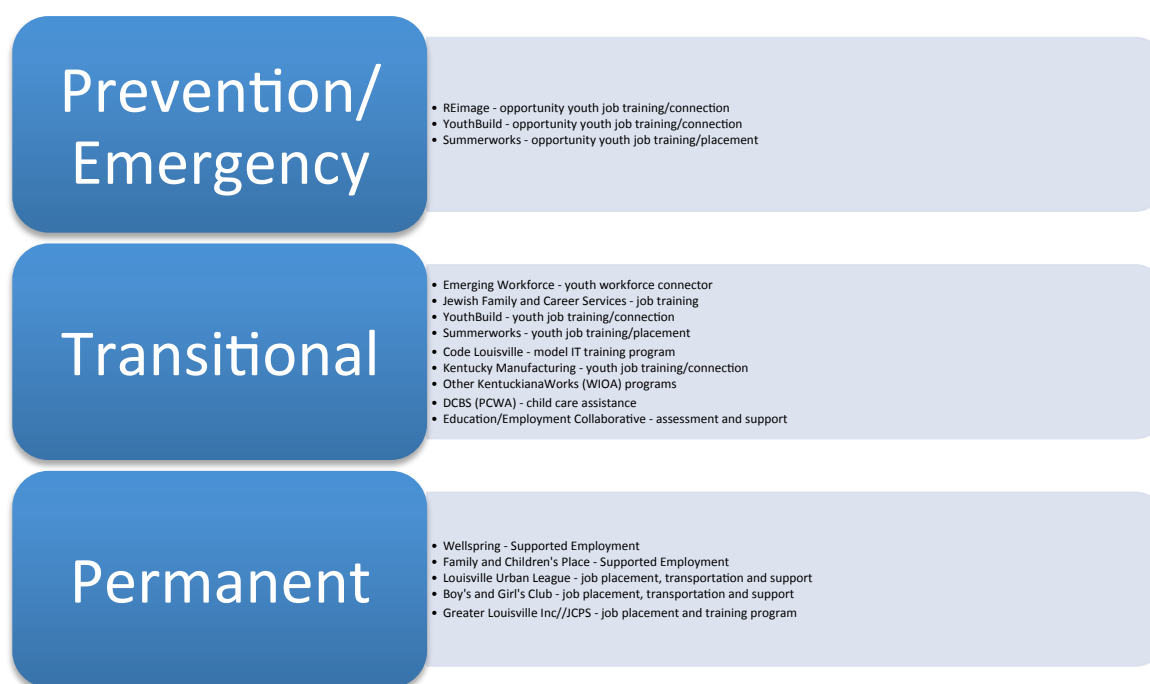 Prevention/
Emergency
• REimage - opportunity youth job training/connection
• YouthBuild - opportunity youth job training/connection
• Summerworks - opportunity youth job training/placement
Transitional
• Emerging Workforce - youth workforce connector
• Jewish Family and Career Services - job training
• YouthBuild - youth job training/connection
• Summerworks - youth job training/placement
• Code Louisville - model IT training program
• Kentucky Manufacturing - youth job training/connection
• Other KentuckianaWorks (WIOA) programs
• DCBS (PCWA) - child care assistance
• Education/Employment Collaborative - assessment and support
Permanent
• Wellspring - Supported Employment
• Family and Children's Place - Supported Employment
• Louisville Urban League - job placement, transportation and support
• Boy's and Girl's Club - job placement, transportation and support
• Greater Louisville Inc//JCPS - job placement and training program